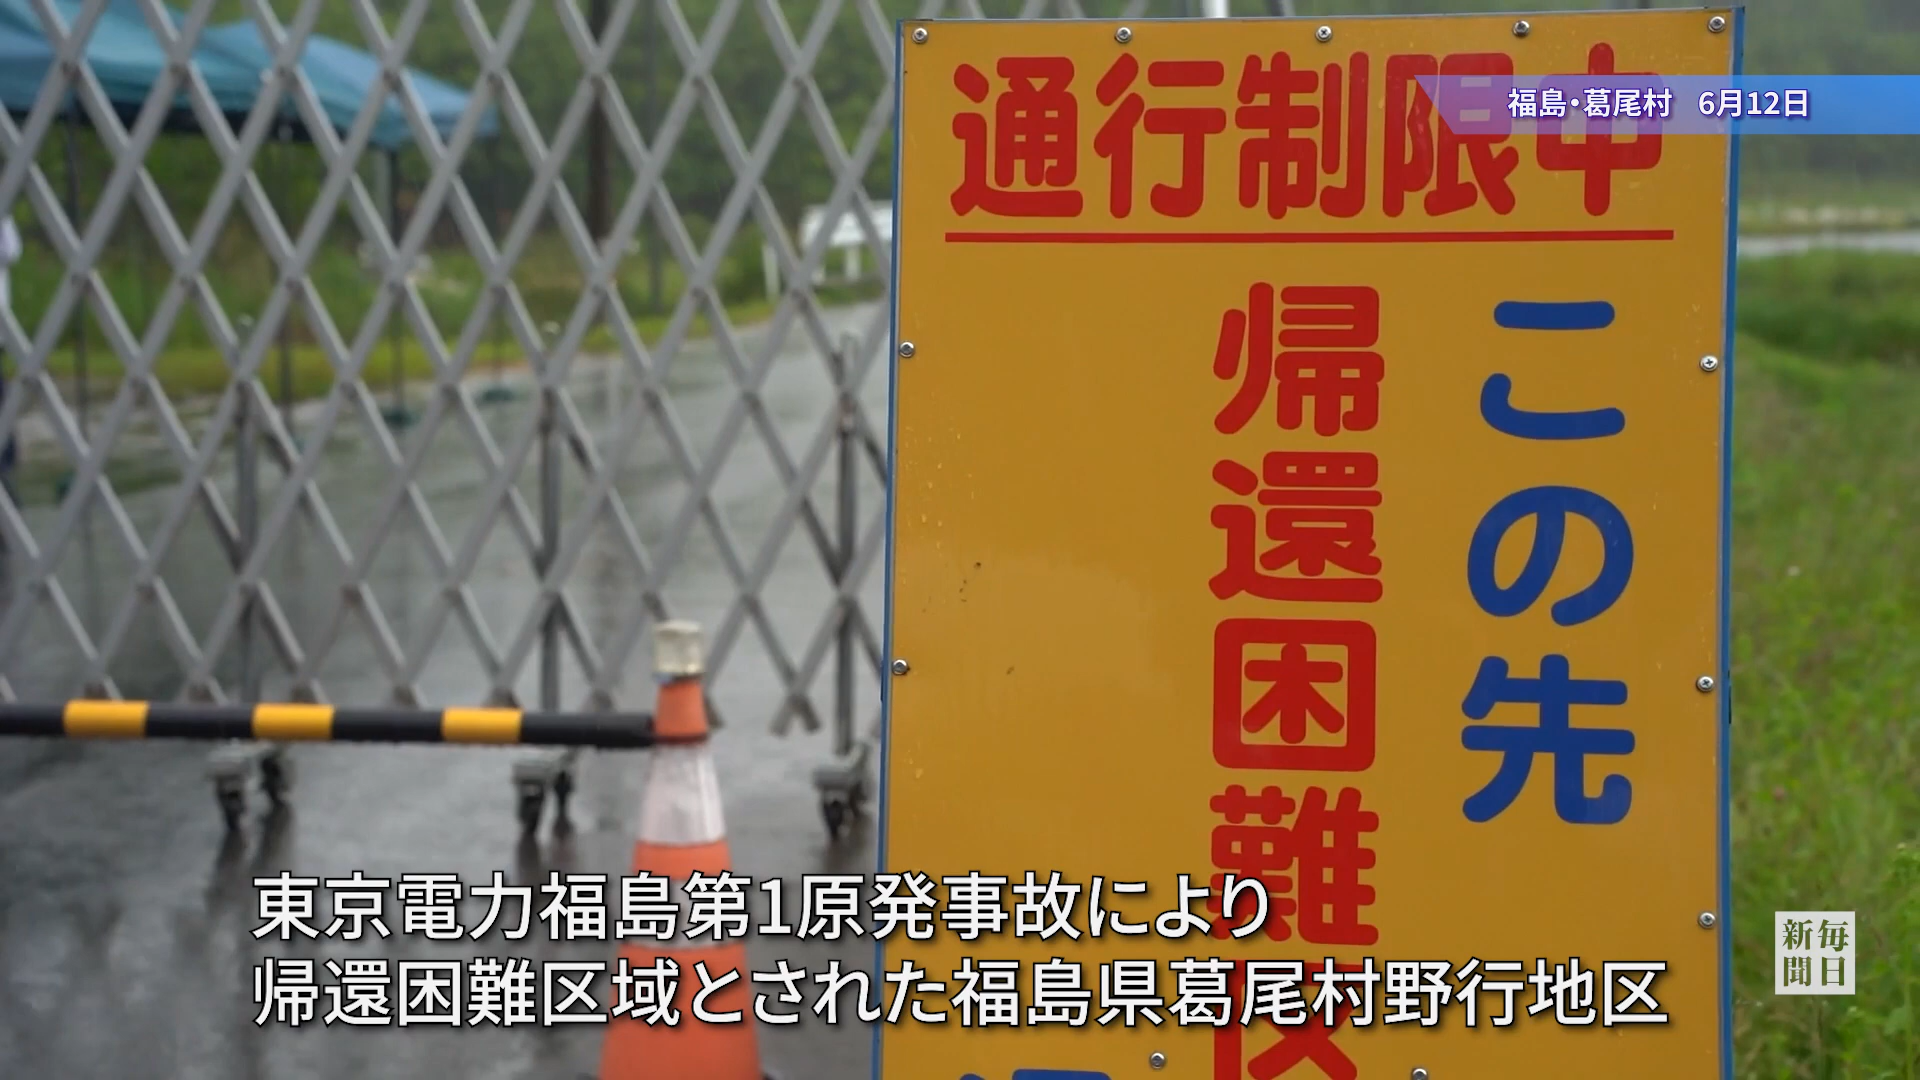 通行制限中
福島・葛尾村　6月12日
この先
帰還困難区
東京電力福島第1原発事故により
帰還困難区域とされた福島県葛尾村野行地区
毎日
新聞